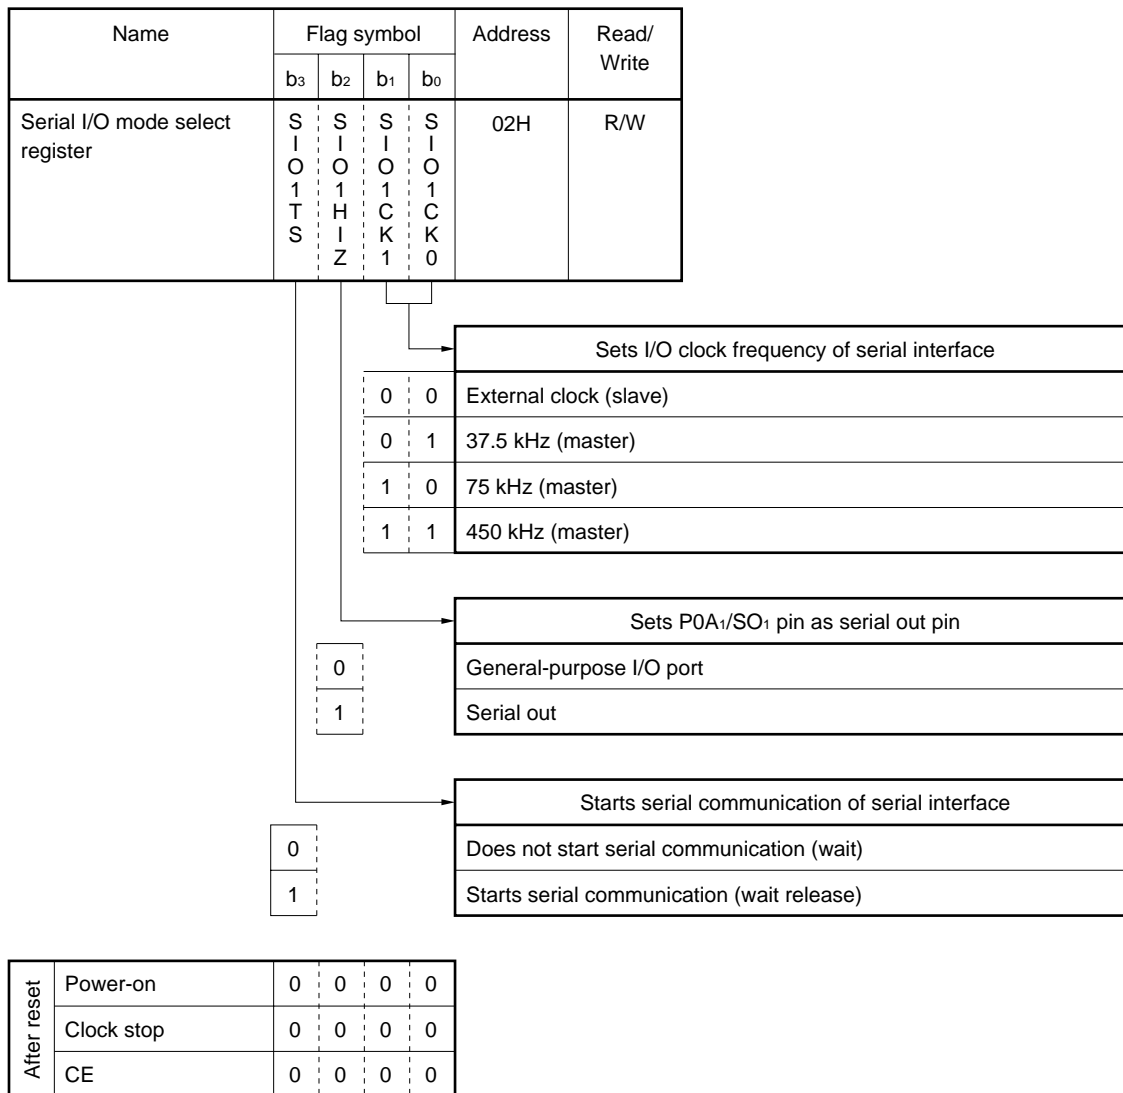 Name Flag symbol Address Read/
Write
b3 b2 b1 b0
Serial I/O mode select
register
SIO1TS SIO1HIZ SIO1CK1 SIO1CK0 02H R/W
Sets I/O clock frequency of serial interface
0 0 External clock (slave)
0 1 37.5 kHz (master)
1 0 75 kHz (master)
1 1 450 kHz (master)
Sets P0A1/SO1 pin as serial out pin
0 General-purpose I/O port
1 Serial out
Starts serial communication of serial interface
0 Does not start serial communication (wait)
1 Starts serial communication (wait release)
After reset
Power-on 0 0 0 0
Clock stop 0 0 0 0
CE 0 0 0 0